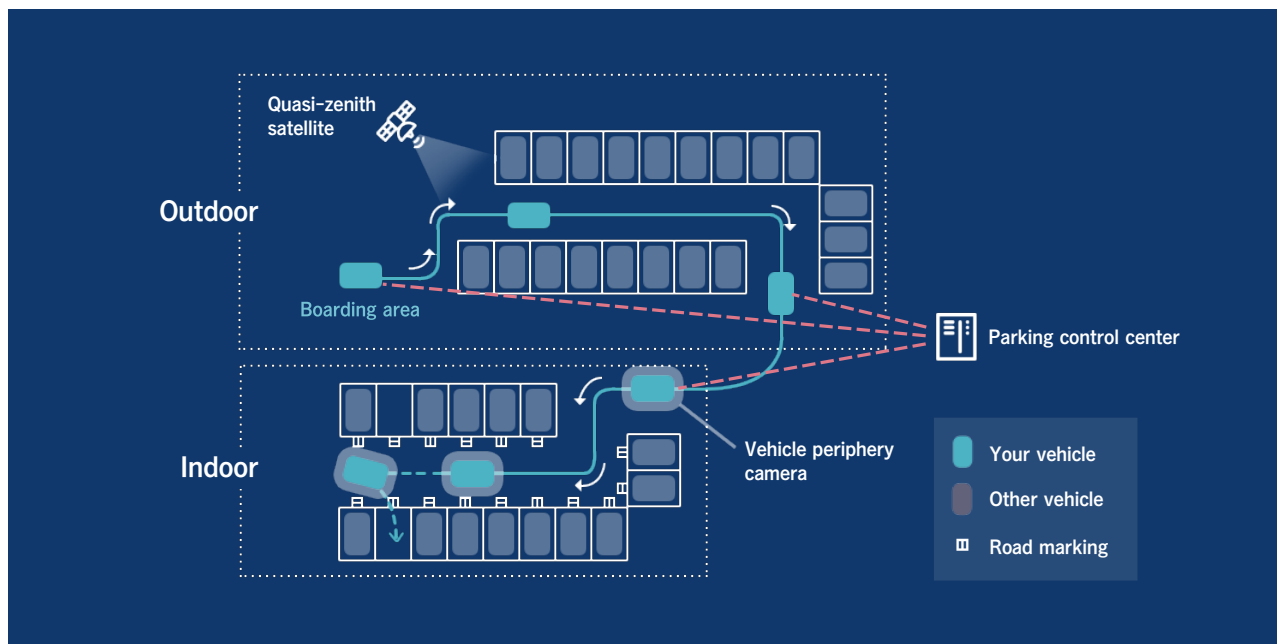 Quasi-zenith
satellite
Outdoor
Boarding area
Parking control center
Indoor
Vehicle periphery
camera
Your vehicle
Other vehicle
Road marking